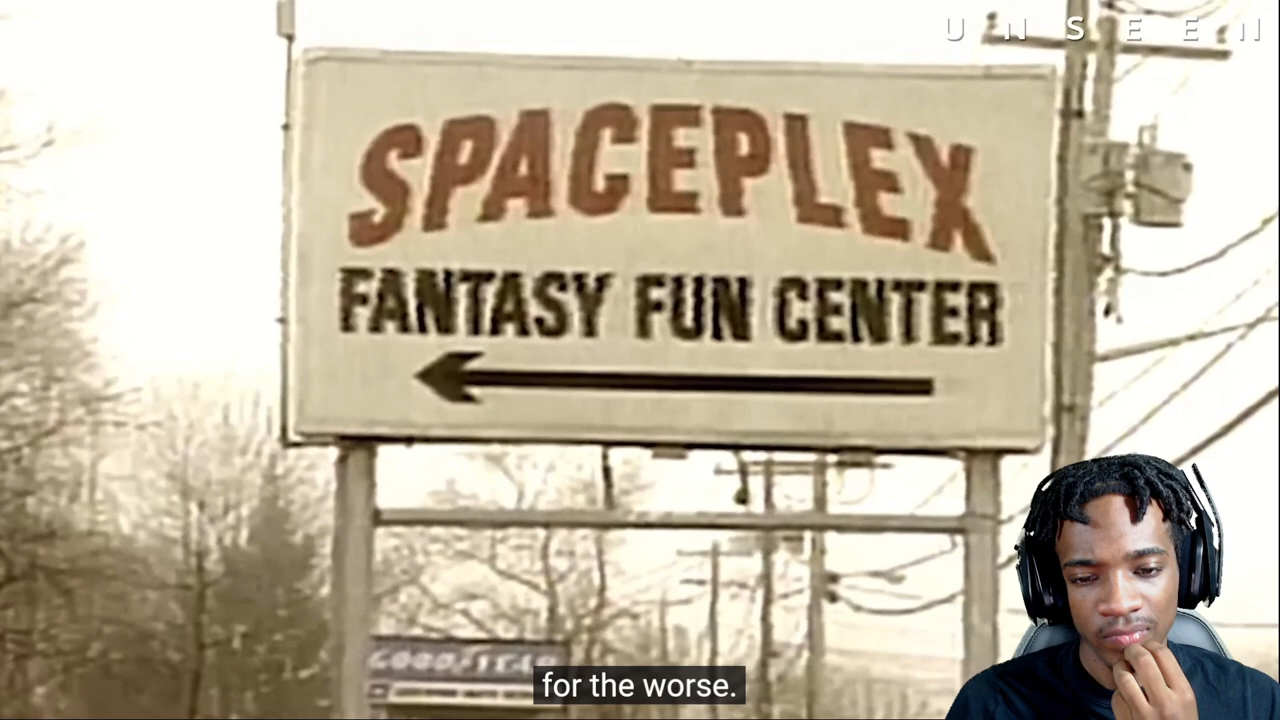 UNSEEN
SPACEPLEX
FANTASY FUN CENTER
GOODYEAR
for the worse.